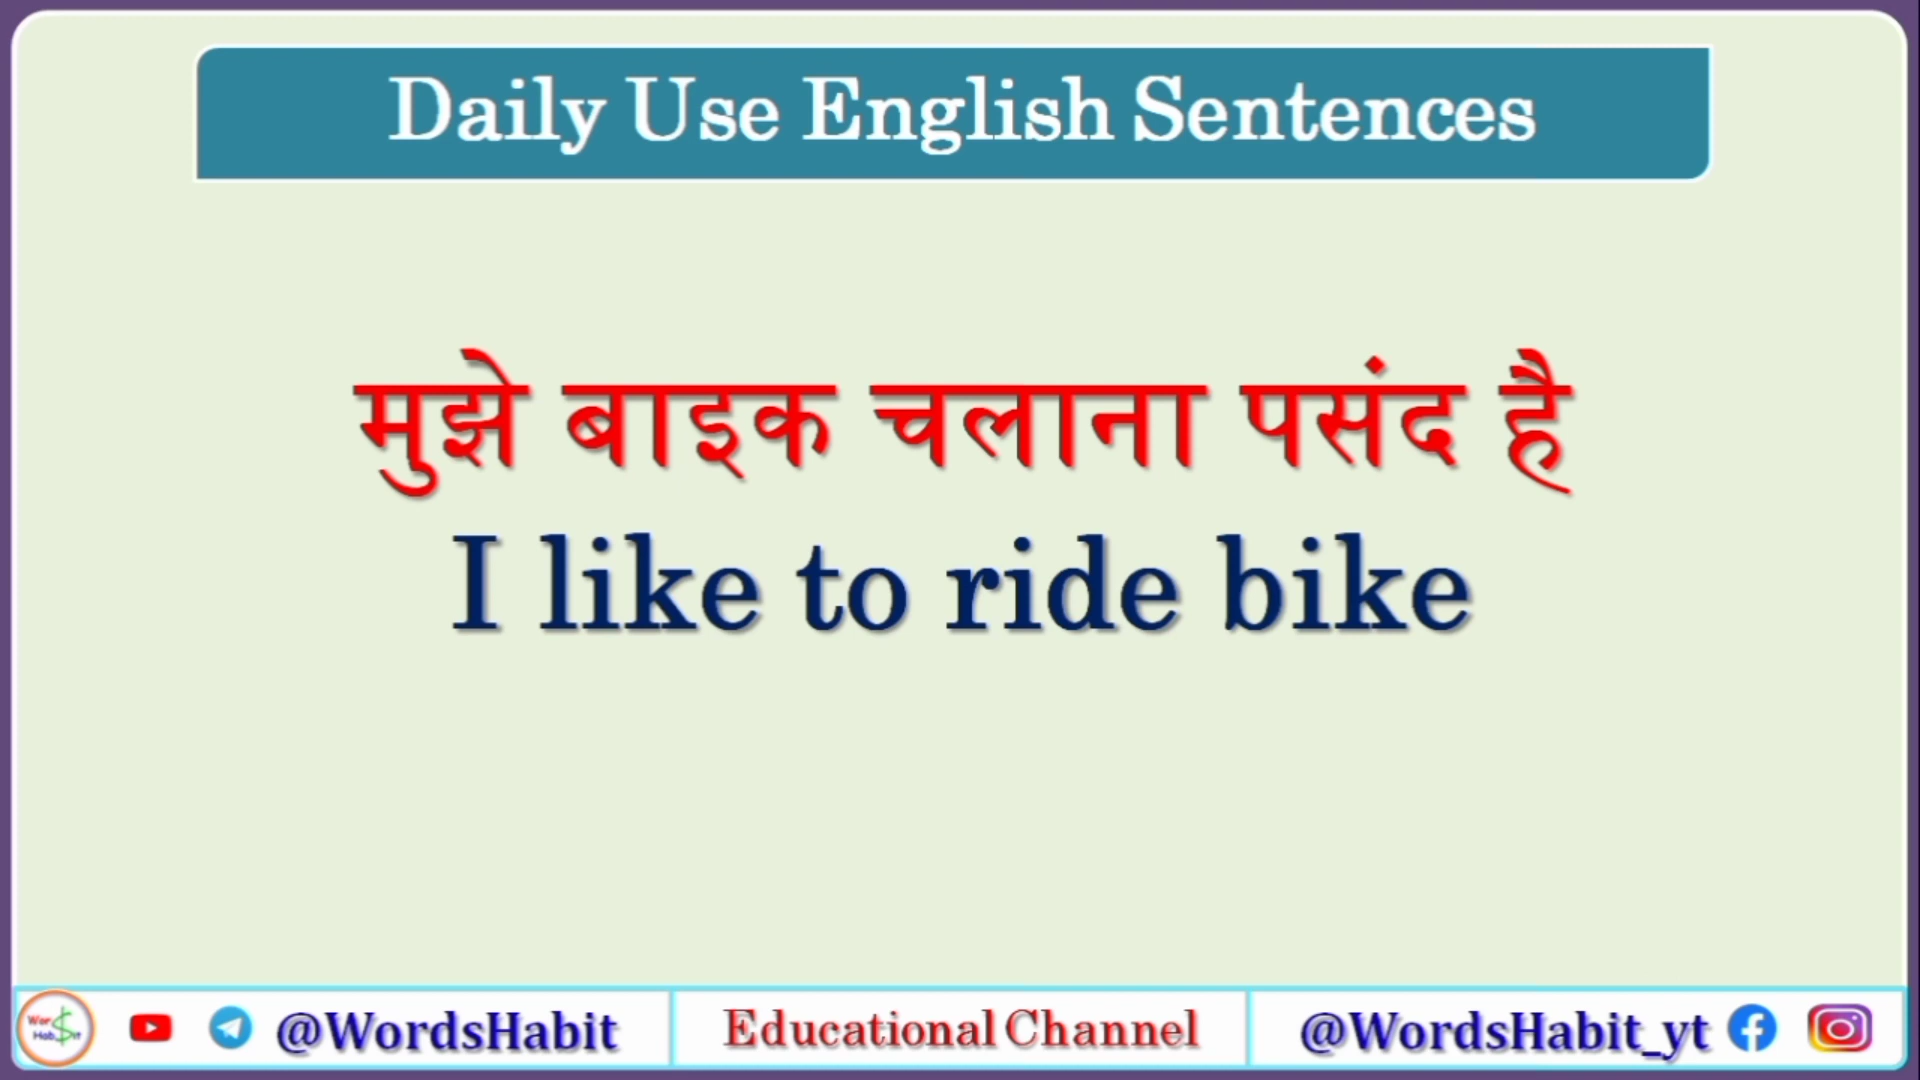 Daily Use English Sentences
मुझे बाइक चलाना पसंद है
I like to ride bike
@WordsHabit Educational Channel @WordsHabit_yt